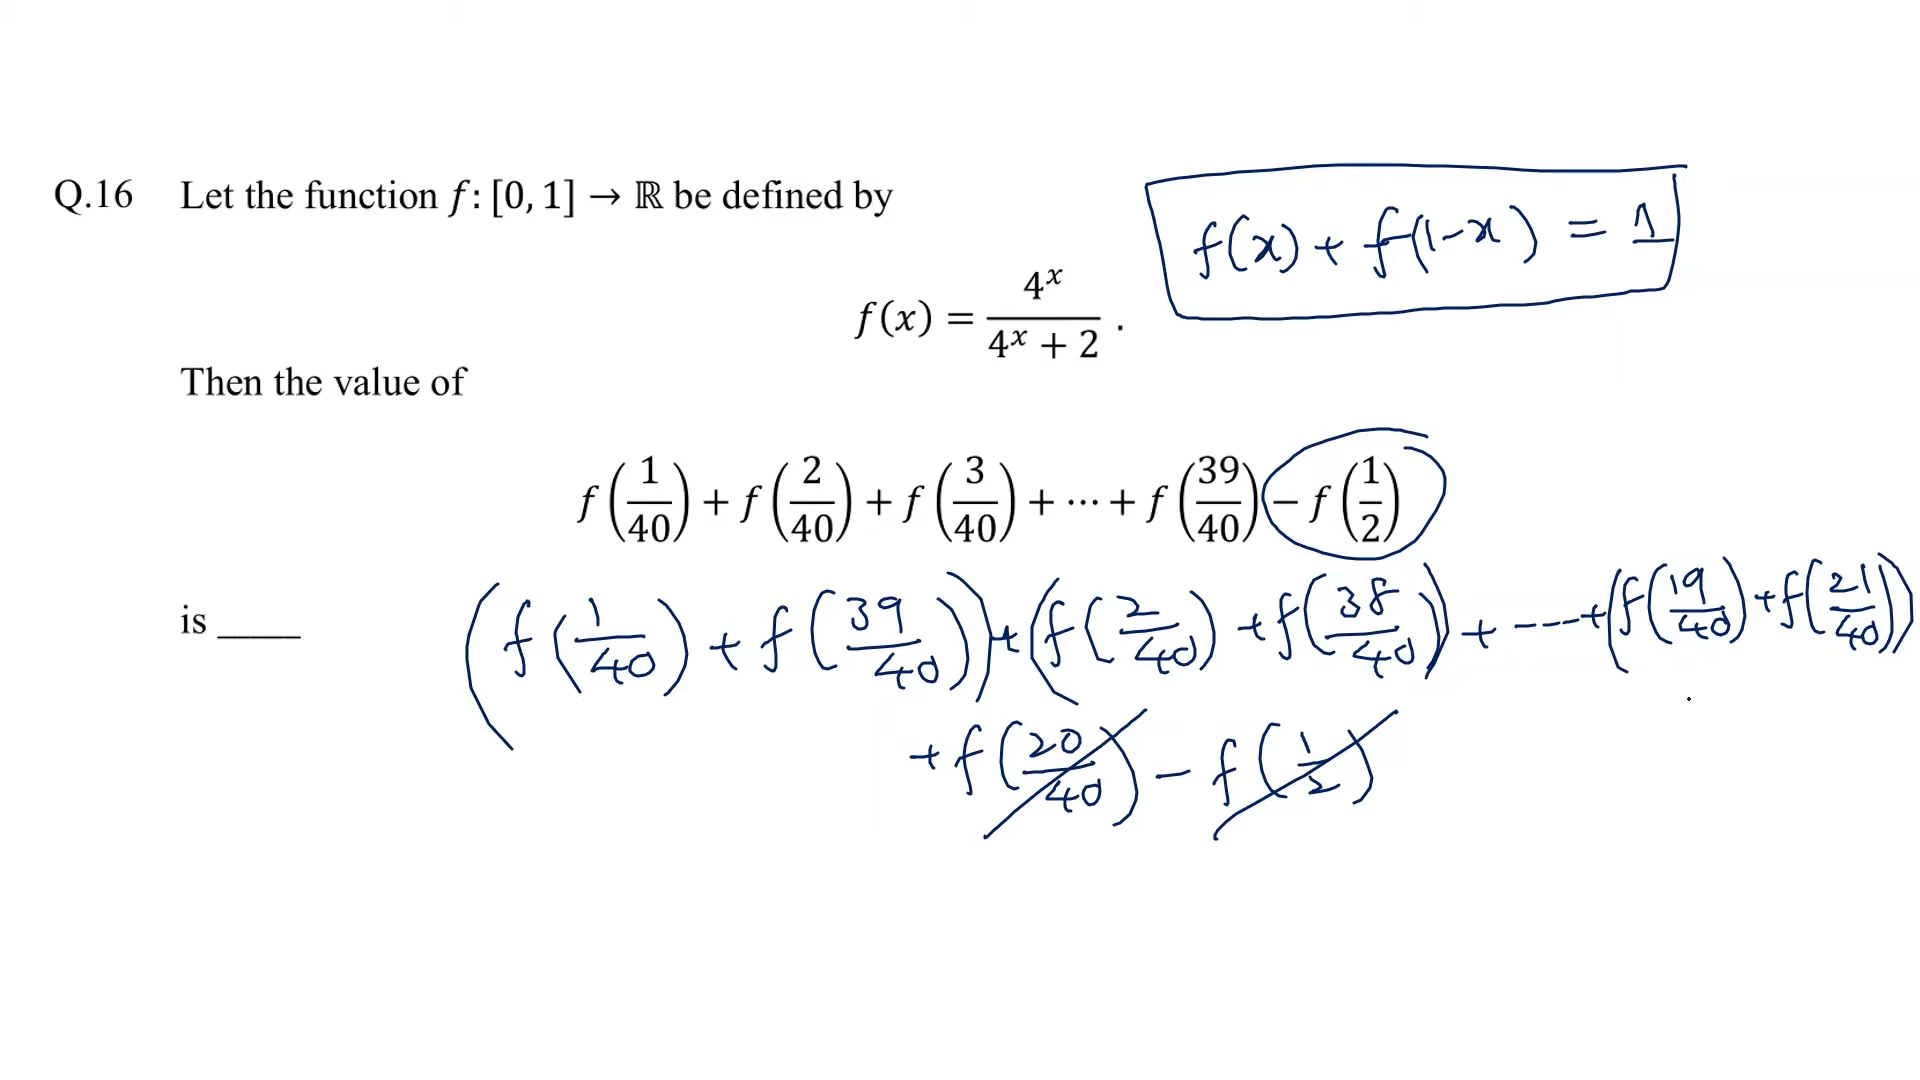 Q.16 Let the function f: [0, 1] → ℝ be defined by
f(x) + f(1-x) = 1
f(x) = 4^x / (4^x + 2) .
Then the value of
f(1/40) + f(2/40) + f(3/40) + ⋯ + f(39/40) − f(1/2)
is ____
(f(1/40) + f(39/40)) + (f(2/40) + f(38/40)) + ---- + (f(19/40) + f(21/40))
+ f(20/40) - f(1/2)